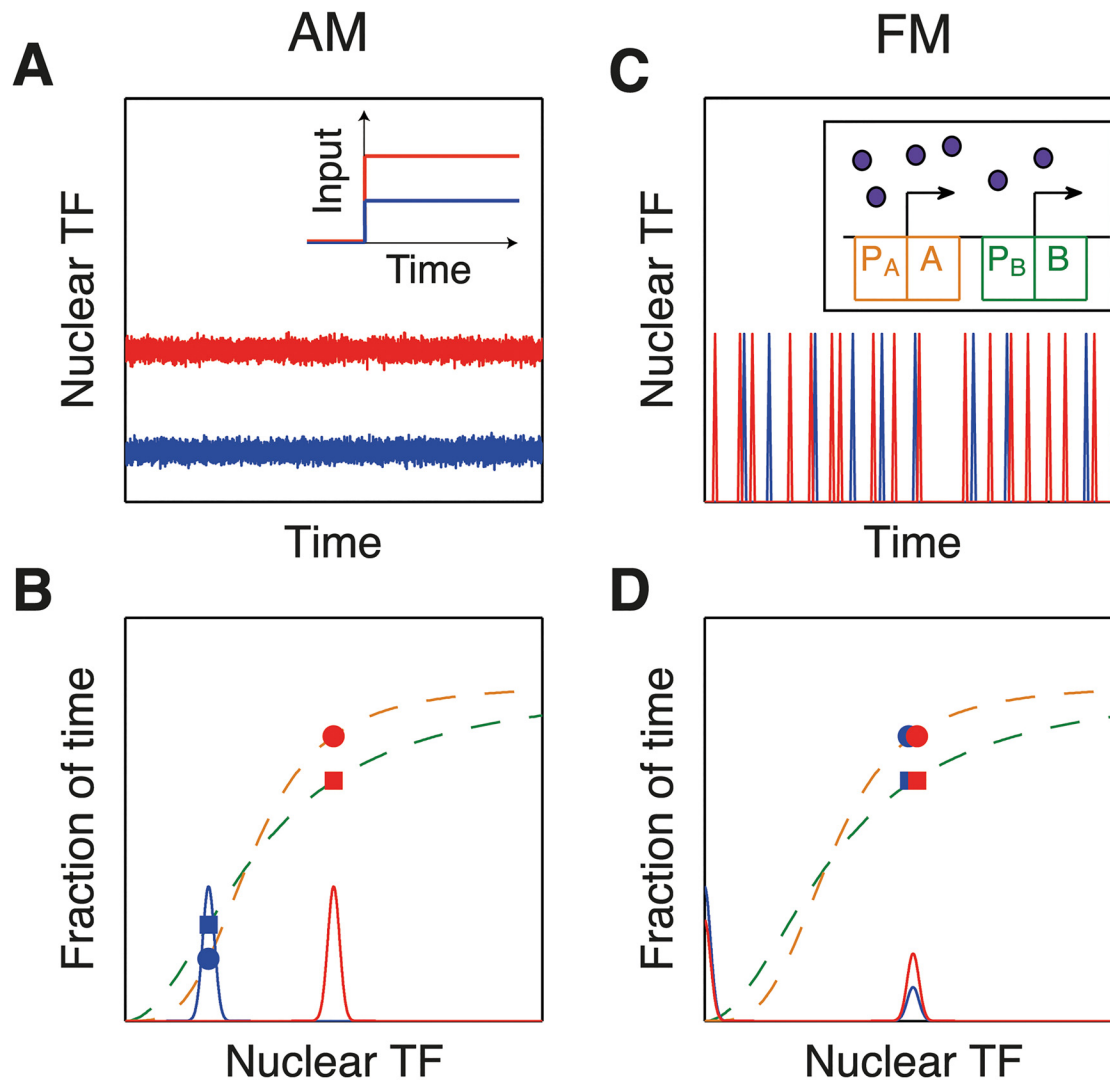 AM
FM
A
Nuclear TF
Input
Time
Time
C
Nuclear TF
P_A A P_B B
Time
B
Fraction of time
Nuclear TF
D
Fraction of time
Nuclear TF